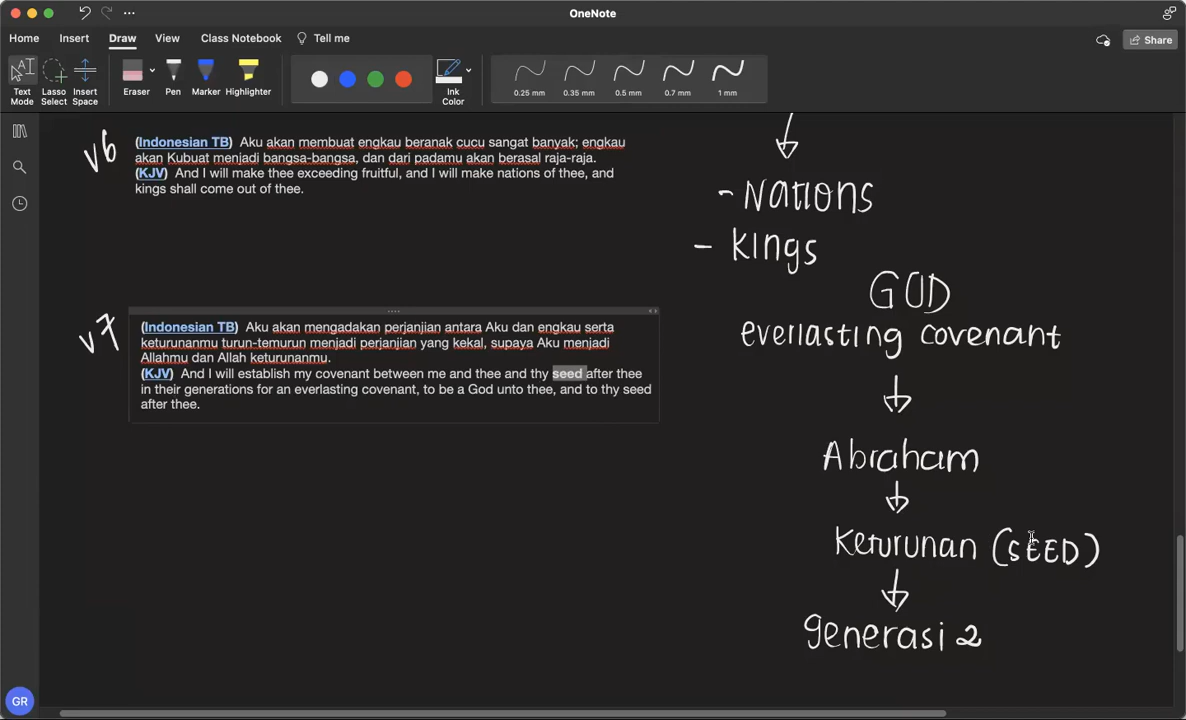 OneNote
Home Insert Draw View Class Notebook Tell me
Share
Text Mode
Lasso Select
Insert Space
Eraser
Pen
Marker
Highlighter
Ink Color
0.25 mm
0.35 mm
0.5 mm
0.7 mm
1 mm
v6
(Indonesian TB) Aku akan membuat engkau beranak cucu sangat banyak; engkau
akan Kubuat menjadi bangsa-bangsa, dan dari padamu akan berasal raja-raja.
(KJV) And I will make thee exceeding fruitful, and I will make nations of thee, and
kings shall come out of thee.
- Nations
- Kings
v7
(Indonesian TB) Aku akan mengadakan perjanjian antara Aku dan engkau serta
keturunanmu turun-temurun menjadi perjanjian yang kekal, supaya Aku menjadi
Allahmu dan Allah keturunanmu.
(KJV) And I will establish my covenant between me and thee and thy seed after thee
in their generations for an everlasting covenant, to be a God unto thee, and to thy seed
after thee.
GOD
everlasting covenant
Abraham
Keturunan (SEED)
Generasi 2
GR